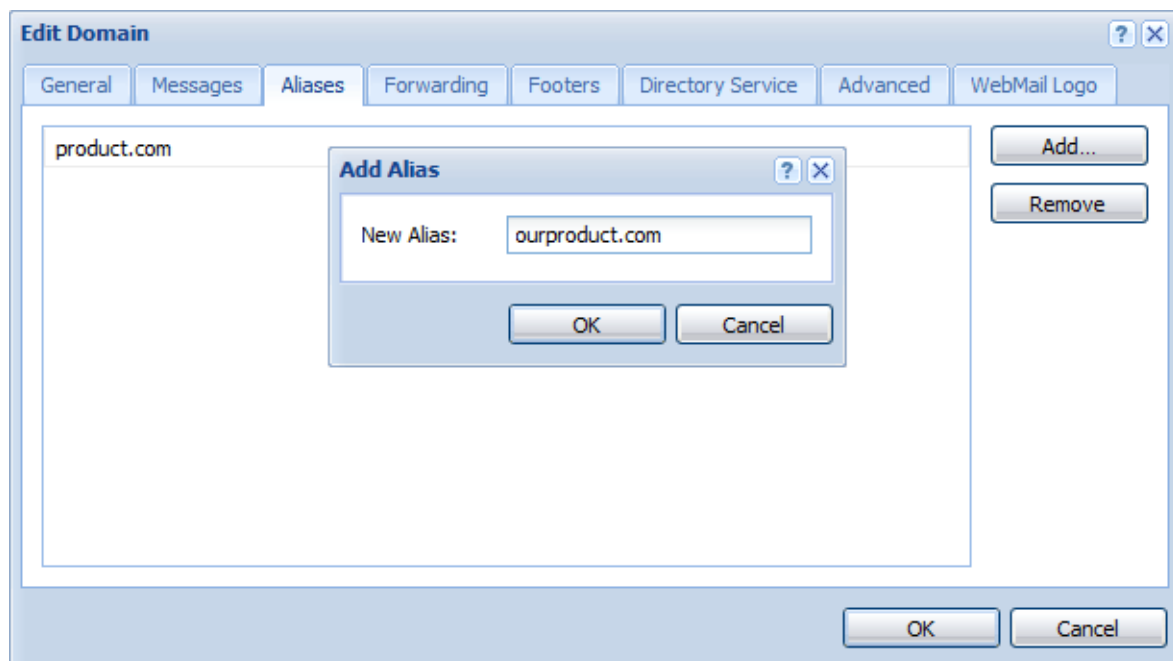 Edit Domain
General Messages Aliases Forwarding Footers Directory Service Advanced WebMail Logo
product.com
Add...
Remove
Add Alias
New Alias: ourproduct.com
OK Cancel
OK Cancel